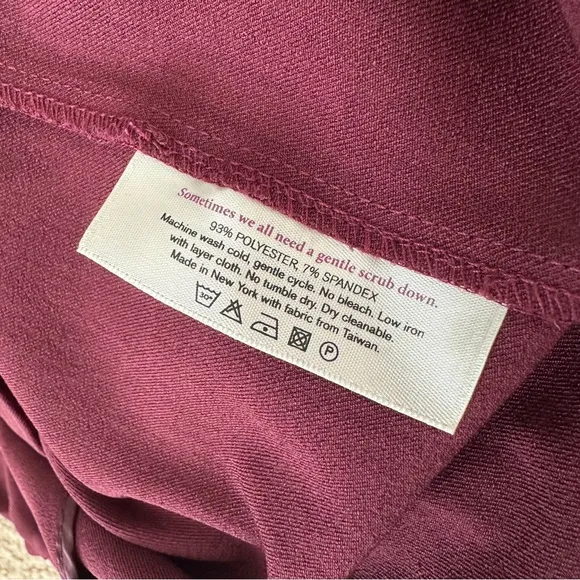 Sometimes we all need a gentle scrub down.
93% POLYESTER, 7% SPANDEX
Machine wash cold, gentle cycle. No bleach. Low iron
with layer cloth. No tumble dry. Dry cleanable.
Made in New York with fabric from Taiwan.
30° P